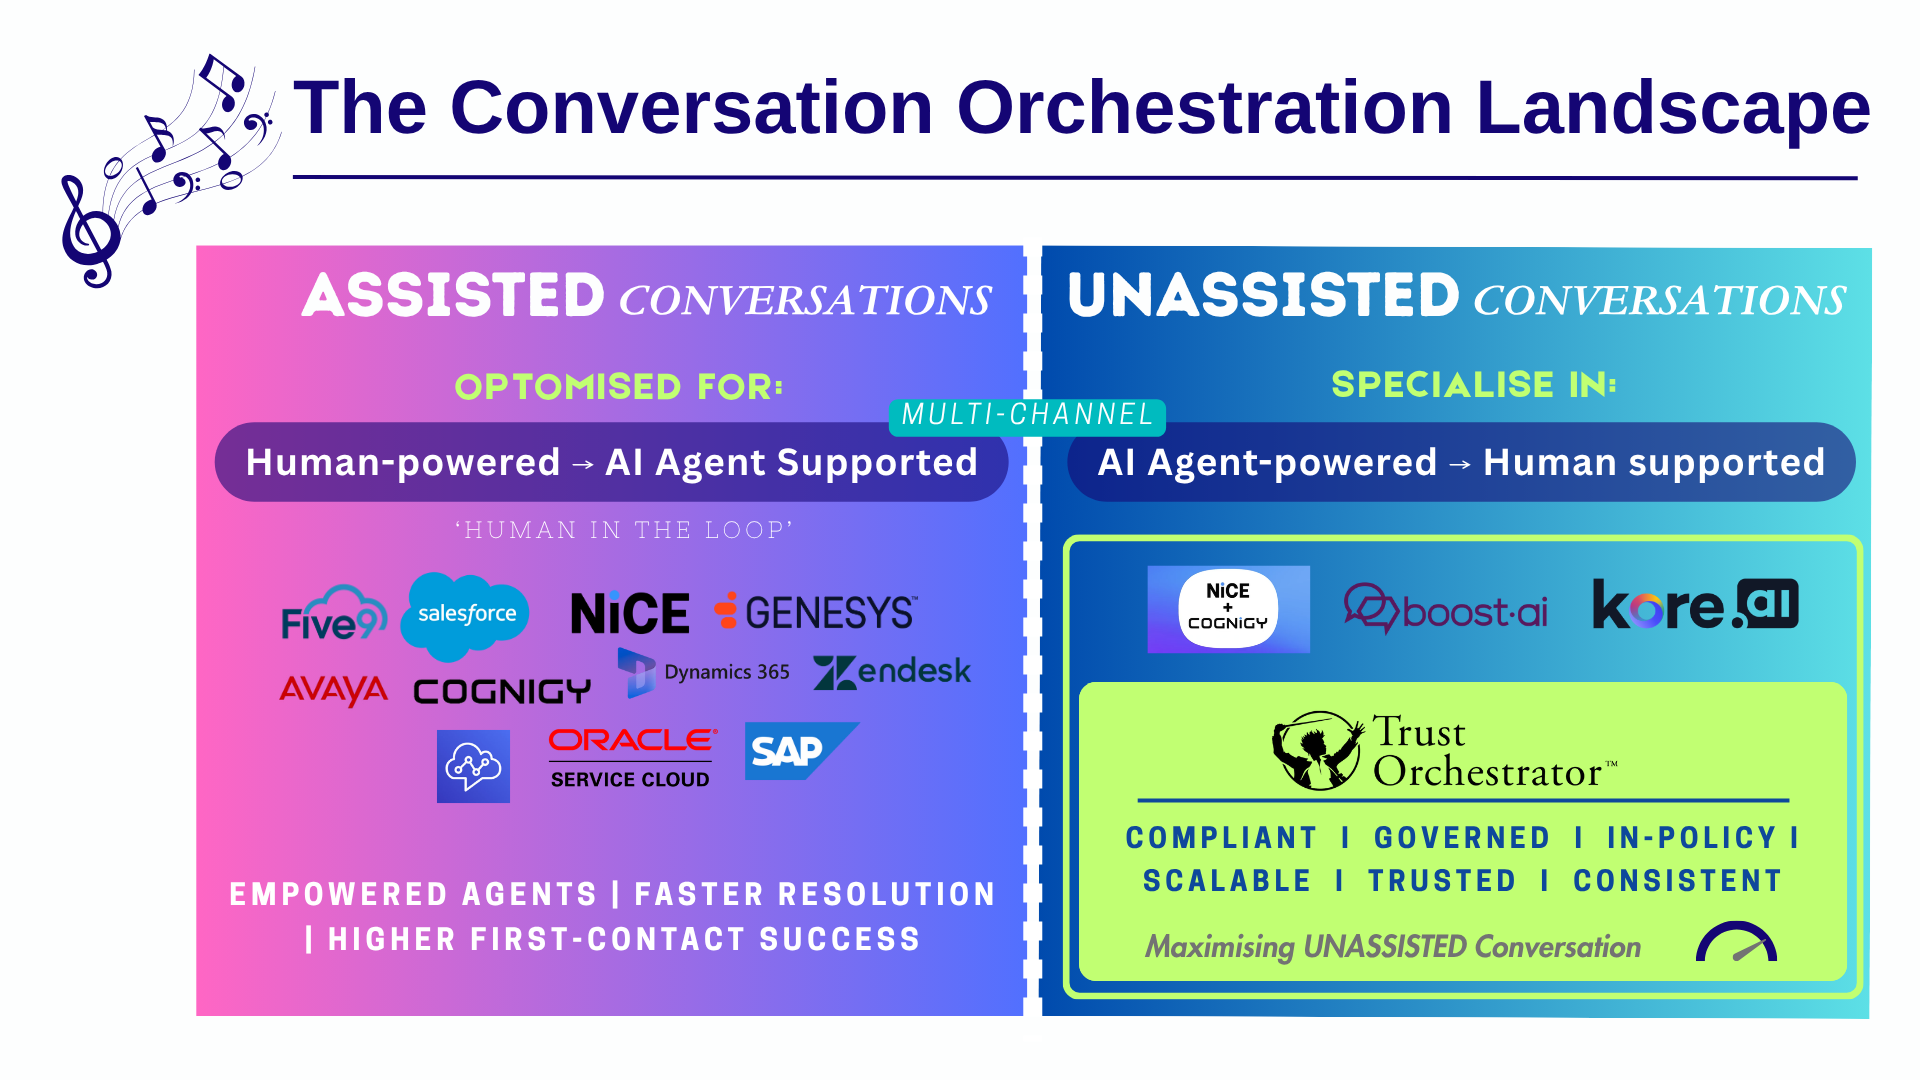 The Conversation Orchestration Landscape
ASSISTED CONVERSATIONS
OPTOMISED FOR:
MULTI-CHANNEL
Human-powered → AI Agent Supported
‘HUMAN IN THE LOOP’
Five9
salesforce
NiCE
GENESYS™
AVAYA
COGNIGY
Dynamics 365
zendesk
ORACLE®
SERVICE CLOUD
SAP
EMPOWERED AGENTS | FASTER RESOLUTION
| HIGHER FIRST-CONTACT SUCCESS
UNASSISTED CONVERSATIONS
SPECIALISE IN:
AI Agent-powered → Human supported
NiCE
+
COGNiGY
boost.ai
kore.ai
Trust
Orchestrator™
COMPLIANT I GOVERNED I IN-POLICY I
SCALABLE I TRUSTED I CONSISTENT
Maximising UNASSISTED Conversation